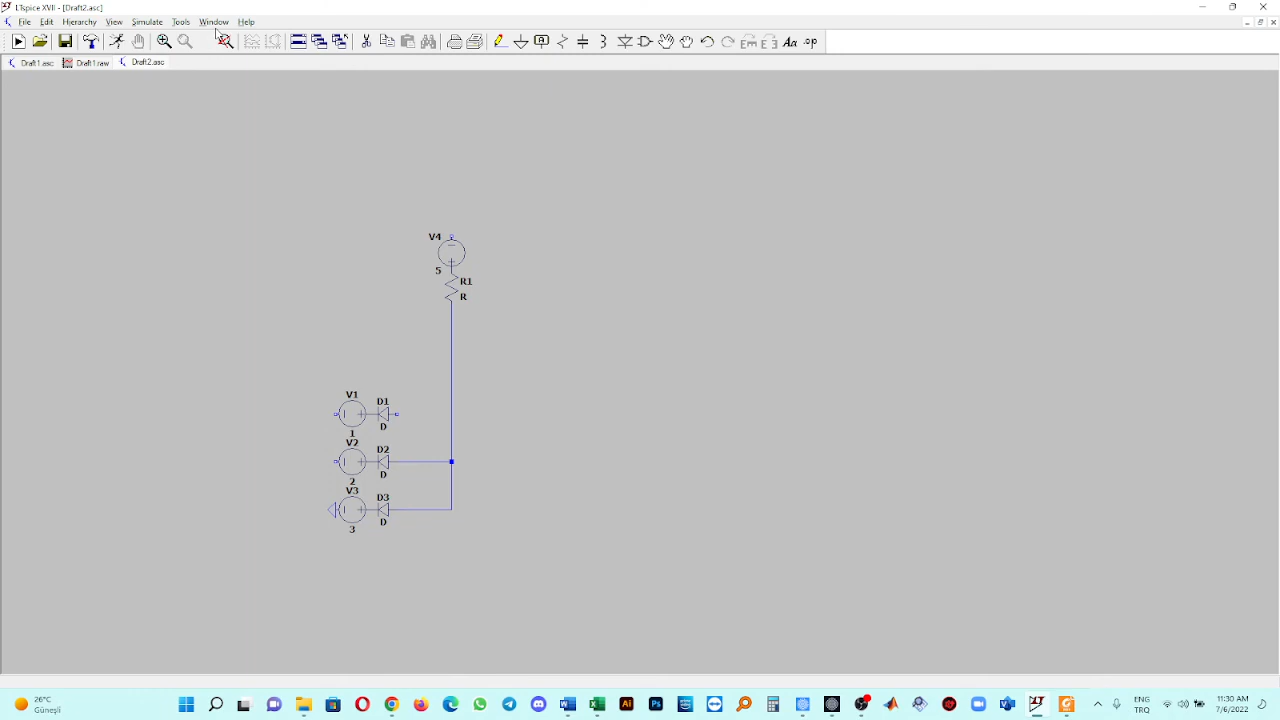 LTspice XVII - [Draft2.asc]
File Edit Hierarchy View Simulate Tools Window Help
Aa .op
Draft1.asc Draft1.raw Draft2.asc
V4
5
R1
R
V1
D1
1
D
V2
D2
2
D
V3
D3
3
D
26°C
Güneşli
ENG
TRQ
11:30 AM
7/6/2022